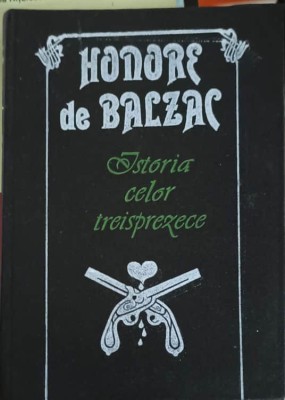 HONORE
de BALZAC
Istoria
celor
treisprezece